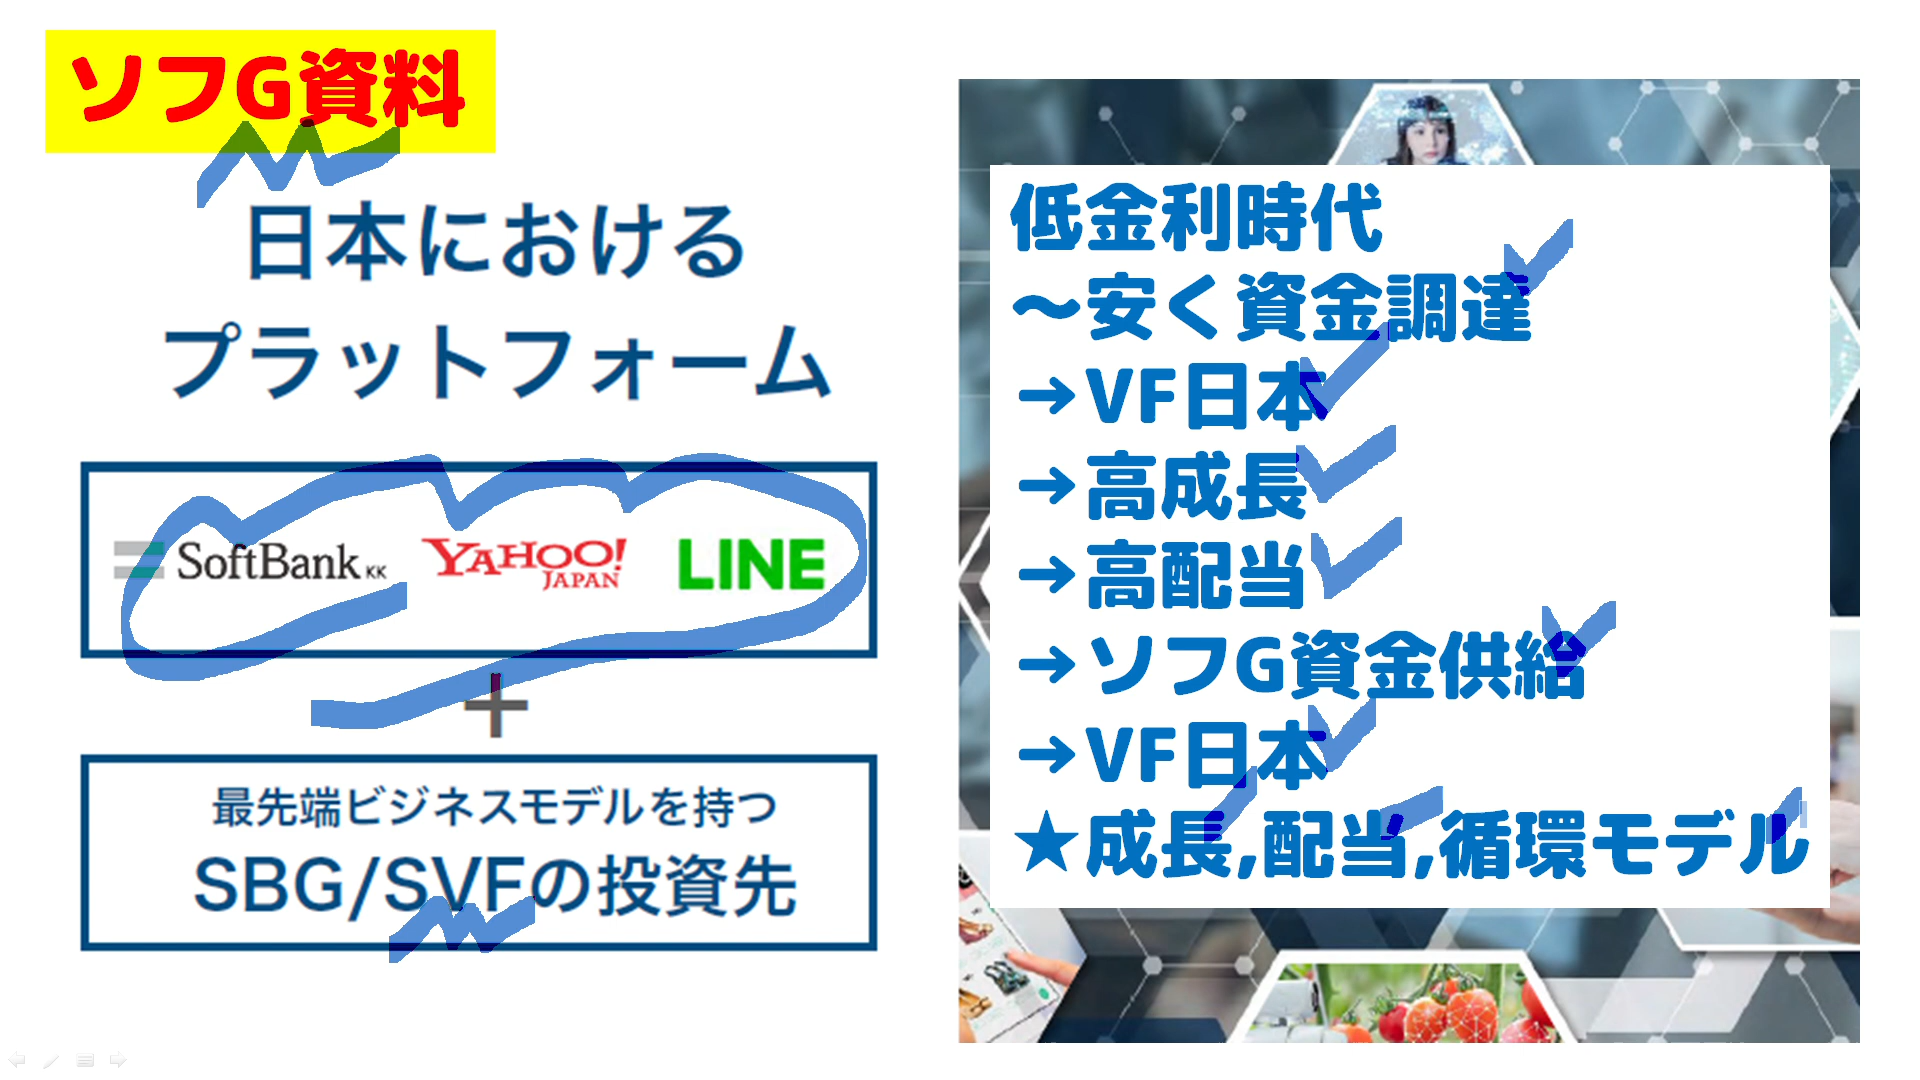 ソフG資料
日本における
プラットフォーム
SoftBank KK YAHOO! JAPAN LINE
+
最先端ビジネスモデルを持つ
SBG/SVFの投資先
低金利時代
～安く資金調達
→VF日本
→高成長
→高配当
→ソフG資金供給
→VF日本
★成長,配当,循環モデル